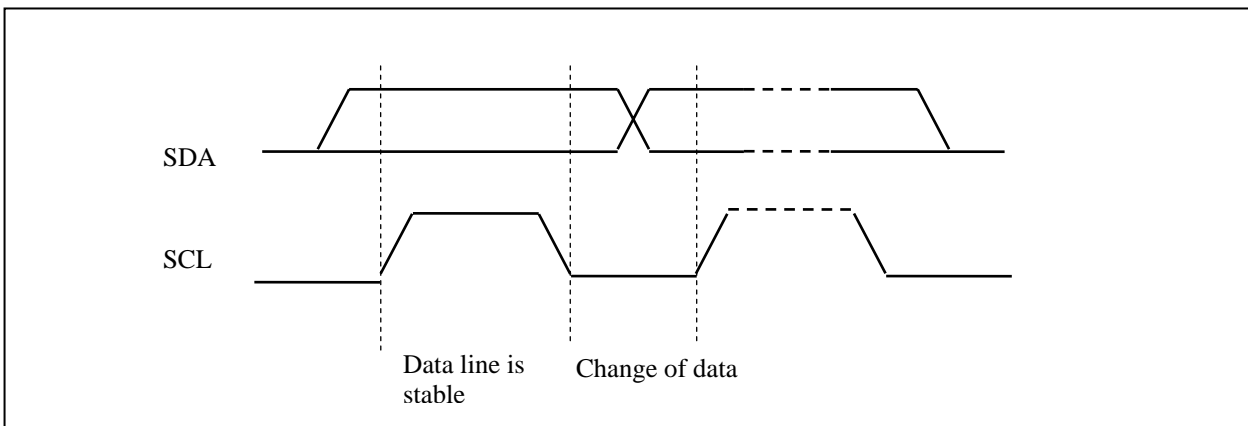 SDA
SCL
Data line is
stable
Change of data